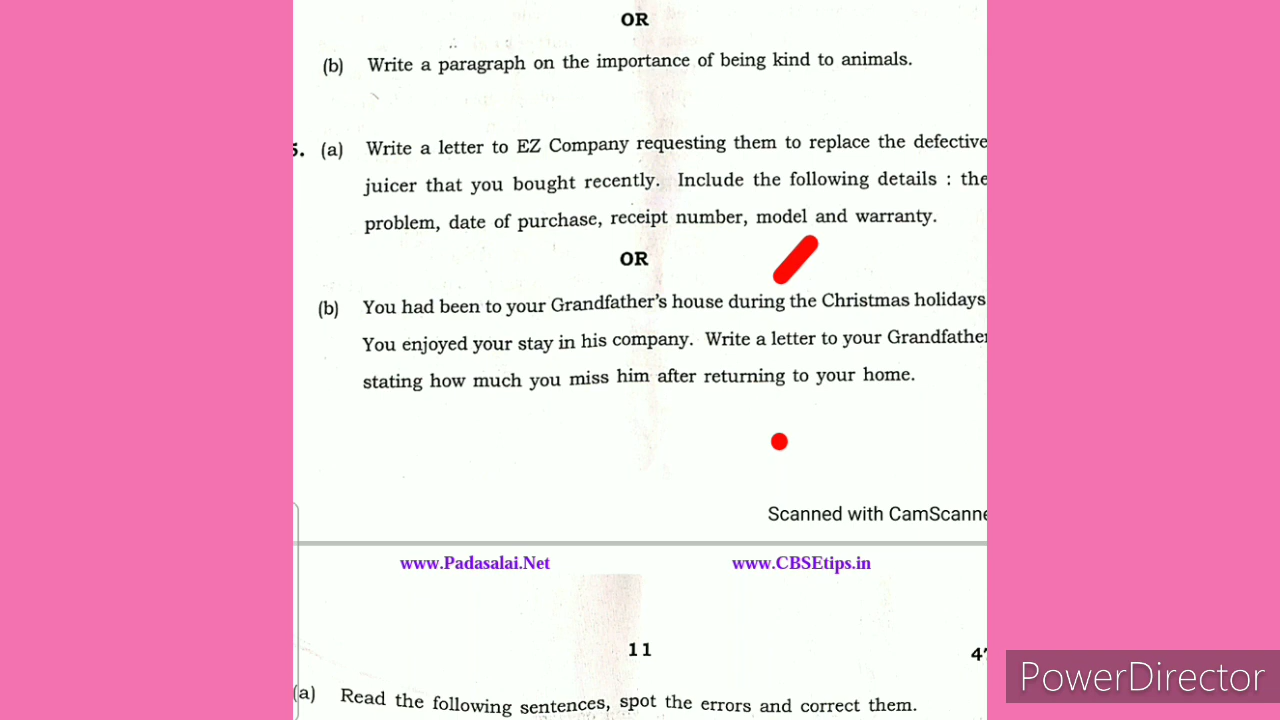 OR
(b) Write a paragraph on the importance of being kind to animals.
5. (a) Write a letter to EZ Company requesting them to replace the defective
juicer that you bought recently. Include the following details : the
problem, date of purchase, receipt number, model and warranty.
OR
(b) You had been to your Grandfather's house during the Christmas holidays
You enjoyed your stay in his company. Write a letter to your Grandfather
stating how much you miss him after returning to your home.
Scanned with CamScanne
www.Padasalai.Net www.CBSEtips.in
11 47
(a) Read the following sentences, spot the errors and correct them.
PowerDirector